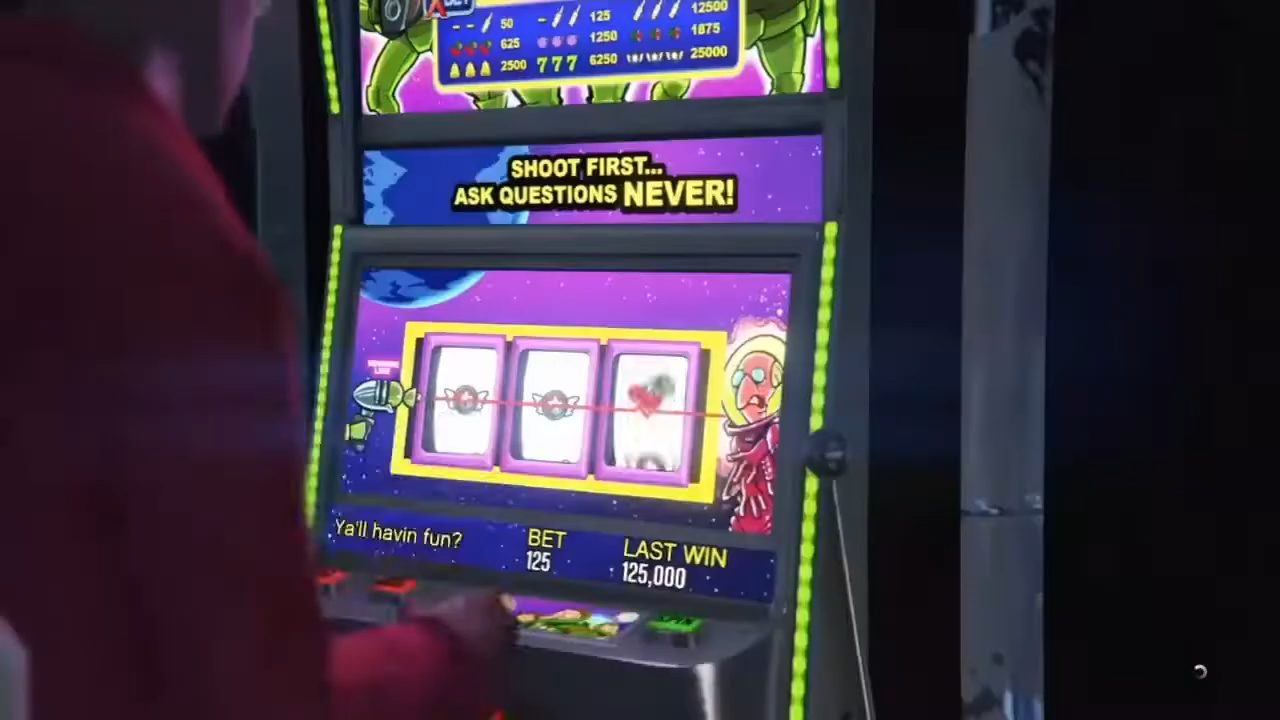 50 125 12500
625 1250 1875
2500 777 6250 25000
SHOOT FIRST...
ASK QUESTIONS NEVER!
Ya'll havin fun?
BET
125
LAST WIN
125,000
SPIN